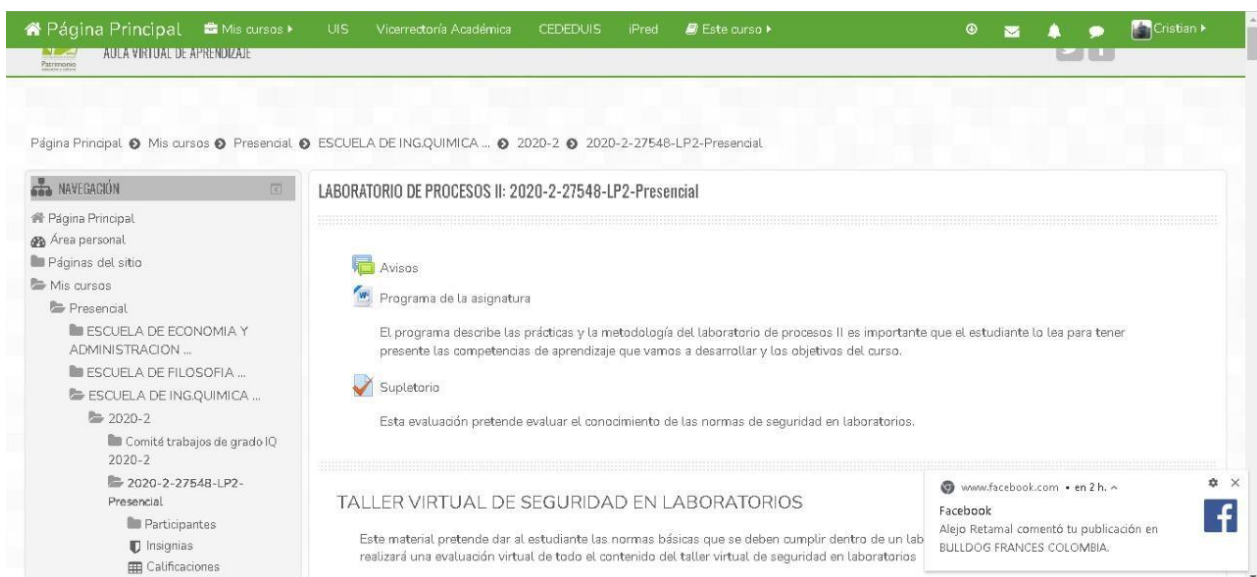 Página Principal Mis cursos UIS Vicerrectoría Académica CEDEDUIS iPred Este curso Cristian
Patrimonio
AULA VIRTUAL DE APRENDIZAJE
Página Principal Mis cursos Presencial ESCUELA DE ING.QUIMICA ... 2020-2 2020-2-27548-LP2-Presencial
NAVEGACIÓN
Página Principal
Área personal
Páginas del sitio
Mis cursos
Presencial
ESCUELA DE ECONOMIA Y
ADMINISTRACION ...
ESCUELA DE FILOSOFIA ...
ESCUELA DE ING.QUIMICA ...
2020-2
Comité trabajos de grado IQ
2020-2
2020-2-27548-LP2-
Presencial
Participantes
Insignias
Calificaciones
LABORATORIO DE PROCESOS II: 2020-2-27548-LP2-Presencial
Avisos
Programa de la asignatura
El programa describe las prácticas y la metodología del laboratorio de procesos II es importante que el estudiante lo lea para tener
presente las competencias de aprendizaje que vamos a desarrollar y los objetivos del curso.
Supletorio
Esta evaluación pretende evaluar el conocimiento de las normas de seguridad en laboratorios.
TALLER VIRTUAL DE SEGURIDAD EN LABORATORIOS
Este material pretende dar al estudiante las normas básicas que se deben cumplir dentro de un lab
realizará una evaluación virtual de todo el contenido del taller virtual de seguridad en laboratorios
www.facebook.com • en 2 h.
Facebook
Alejo Retamal comentó tu publicación en
BULLDOG FRANCES COLOMBIA.